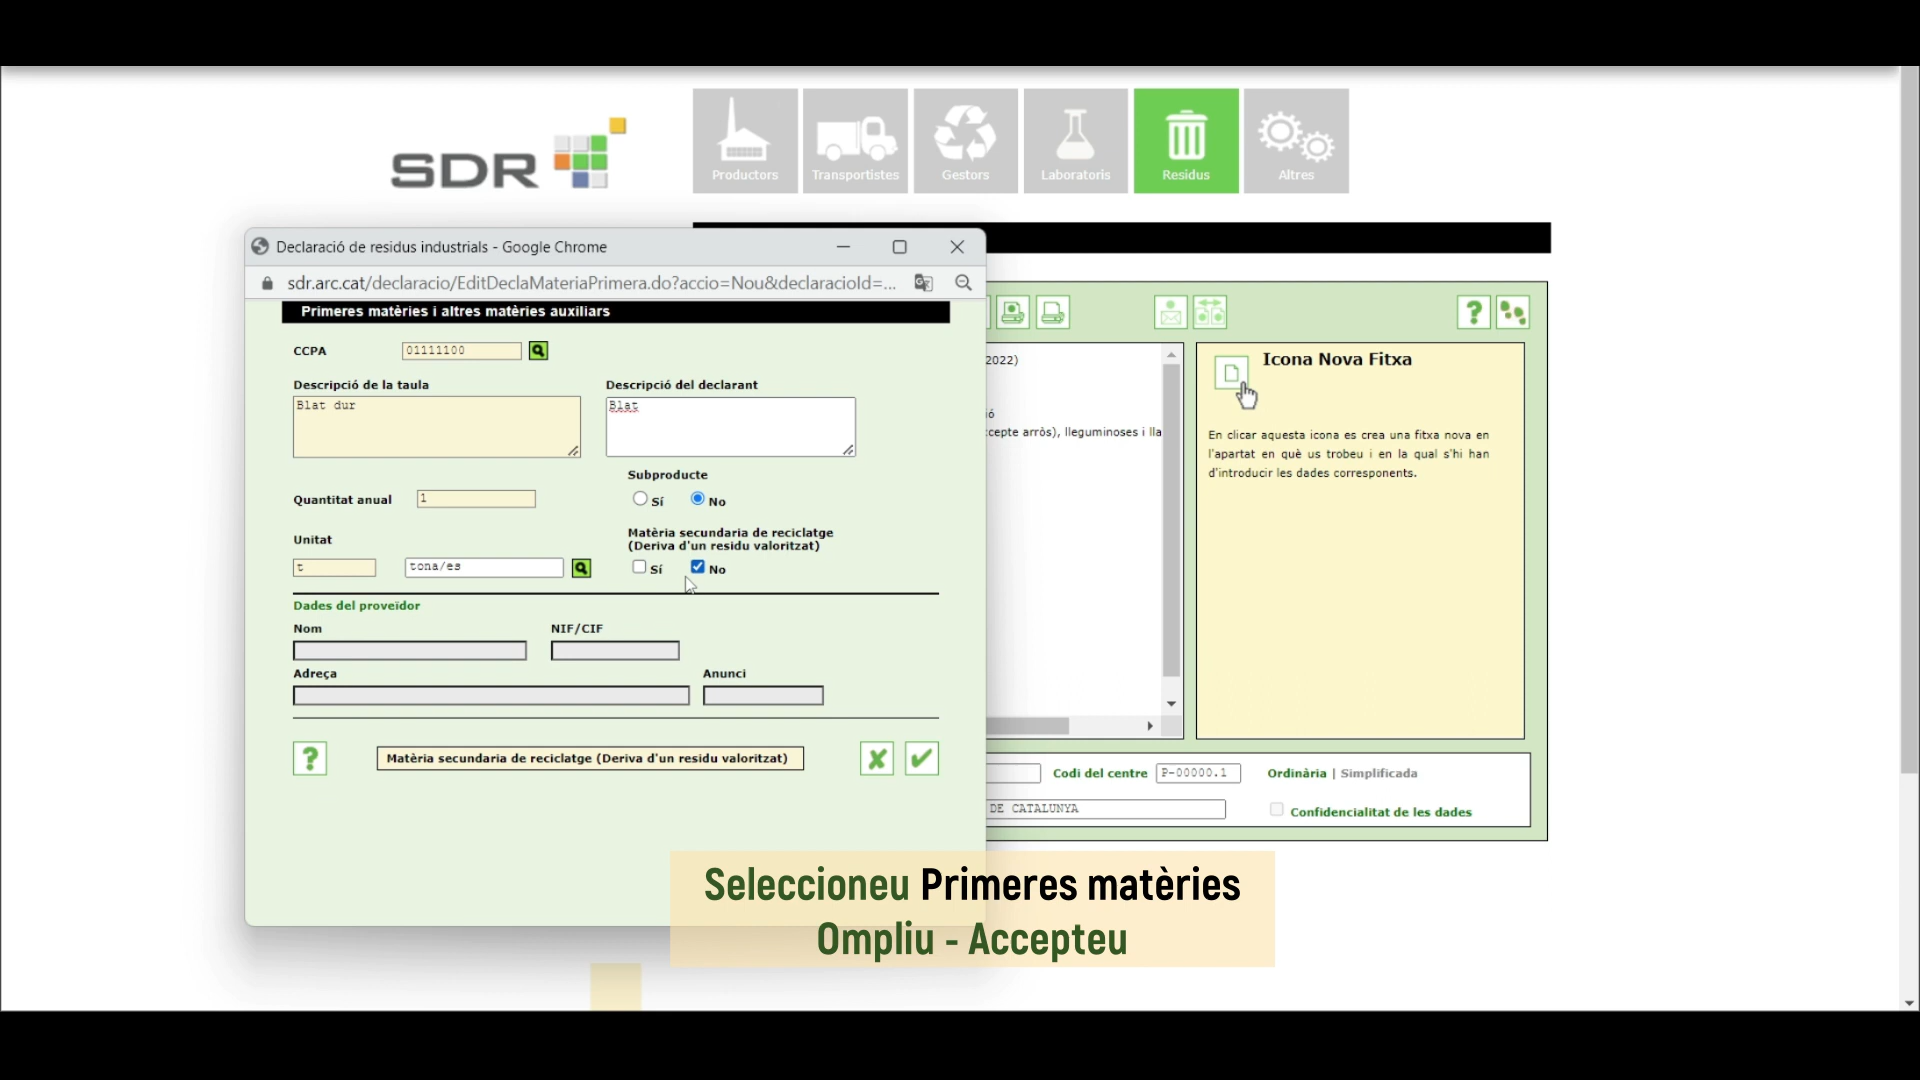 SDR
Productors
Transportistes
Gestors
Laboratoris
Residus
Altres
Declaració de residus industrials - Google Chrome
sdr.arc.cat/declaracio/EditDeclaMateriaPrimera.do?accio=Nou&declaracioId=...
Primeres matèries i altres matèries auxiliars
CCPA
01111100
Descripció de la taula
Descripció del declarant
Blat dur
Blat
Subproducte
Quantitat anual
1
Sí
No
Unitat
Matèria secundaria de reciclatge
(Deriva d'un residu valoritzat)
t
tona/es
Sí
No
Dades del proveïdor
Nom
NIF/CIF
Adreça
Anunci
?
Matèria secundaria de reciclatge (Deriva d'un residu valoritzat)
?
2022)
ió
cepte arròs), lleguminoses i lla
Icona Nova Fitxa
En clicar aquesta icona es crea una fitxa nova en
l'apartat en què us trobeu i en la qual s'hi han
d'introduir les dades corresponents.
Codi del centre
P-00000.1
Ordinària | Simplificada
DE CATALUNYA
Confidencialitat de les dades
Seleccioneu Primeres matèries
Ompliu - Accepteu